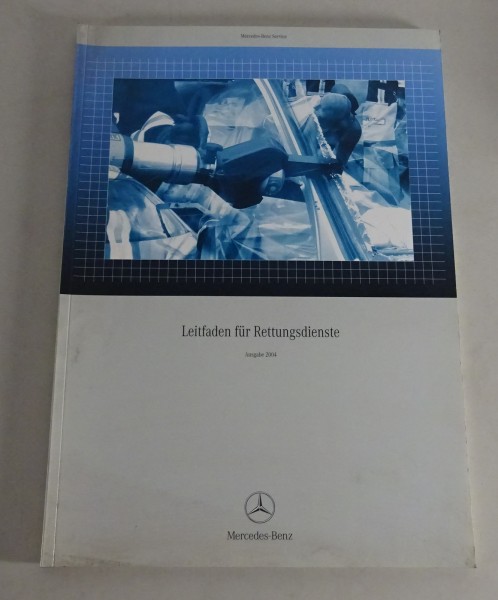 Mercedes-Benz Service
Leitfaden für Rettungsdienste
Ausgabe 2004
Mercedes-Benz